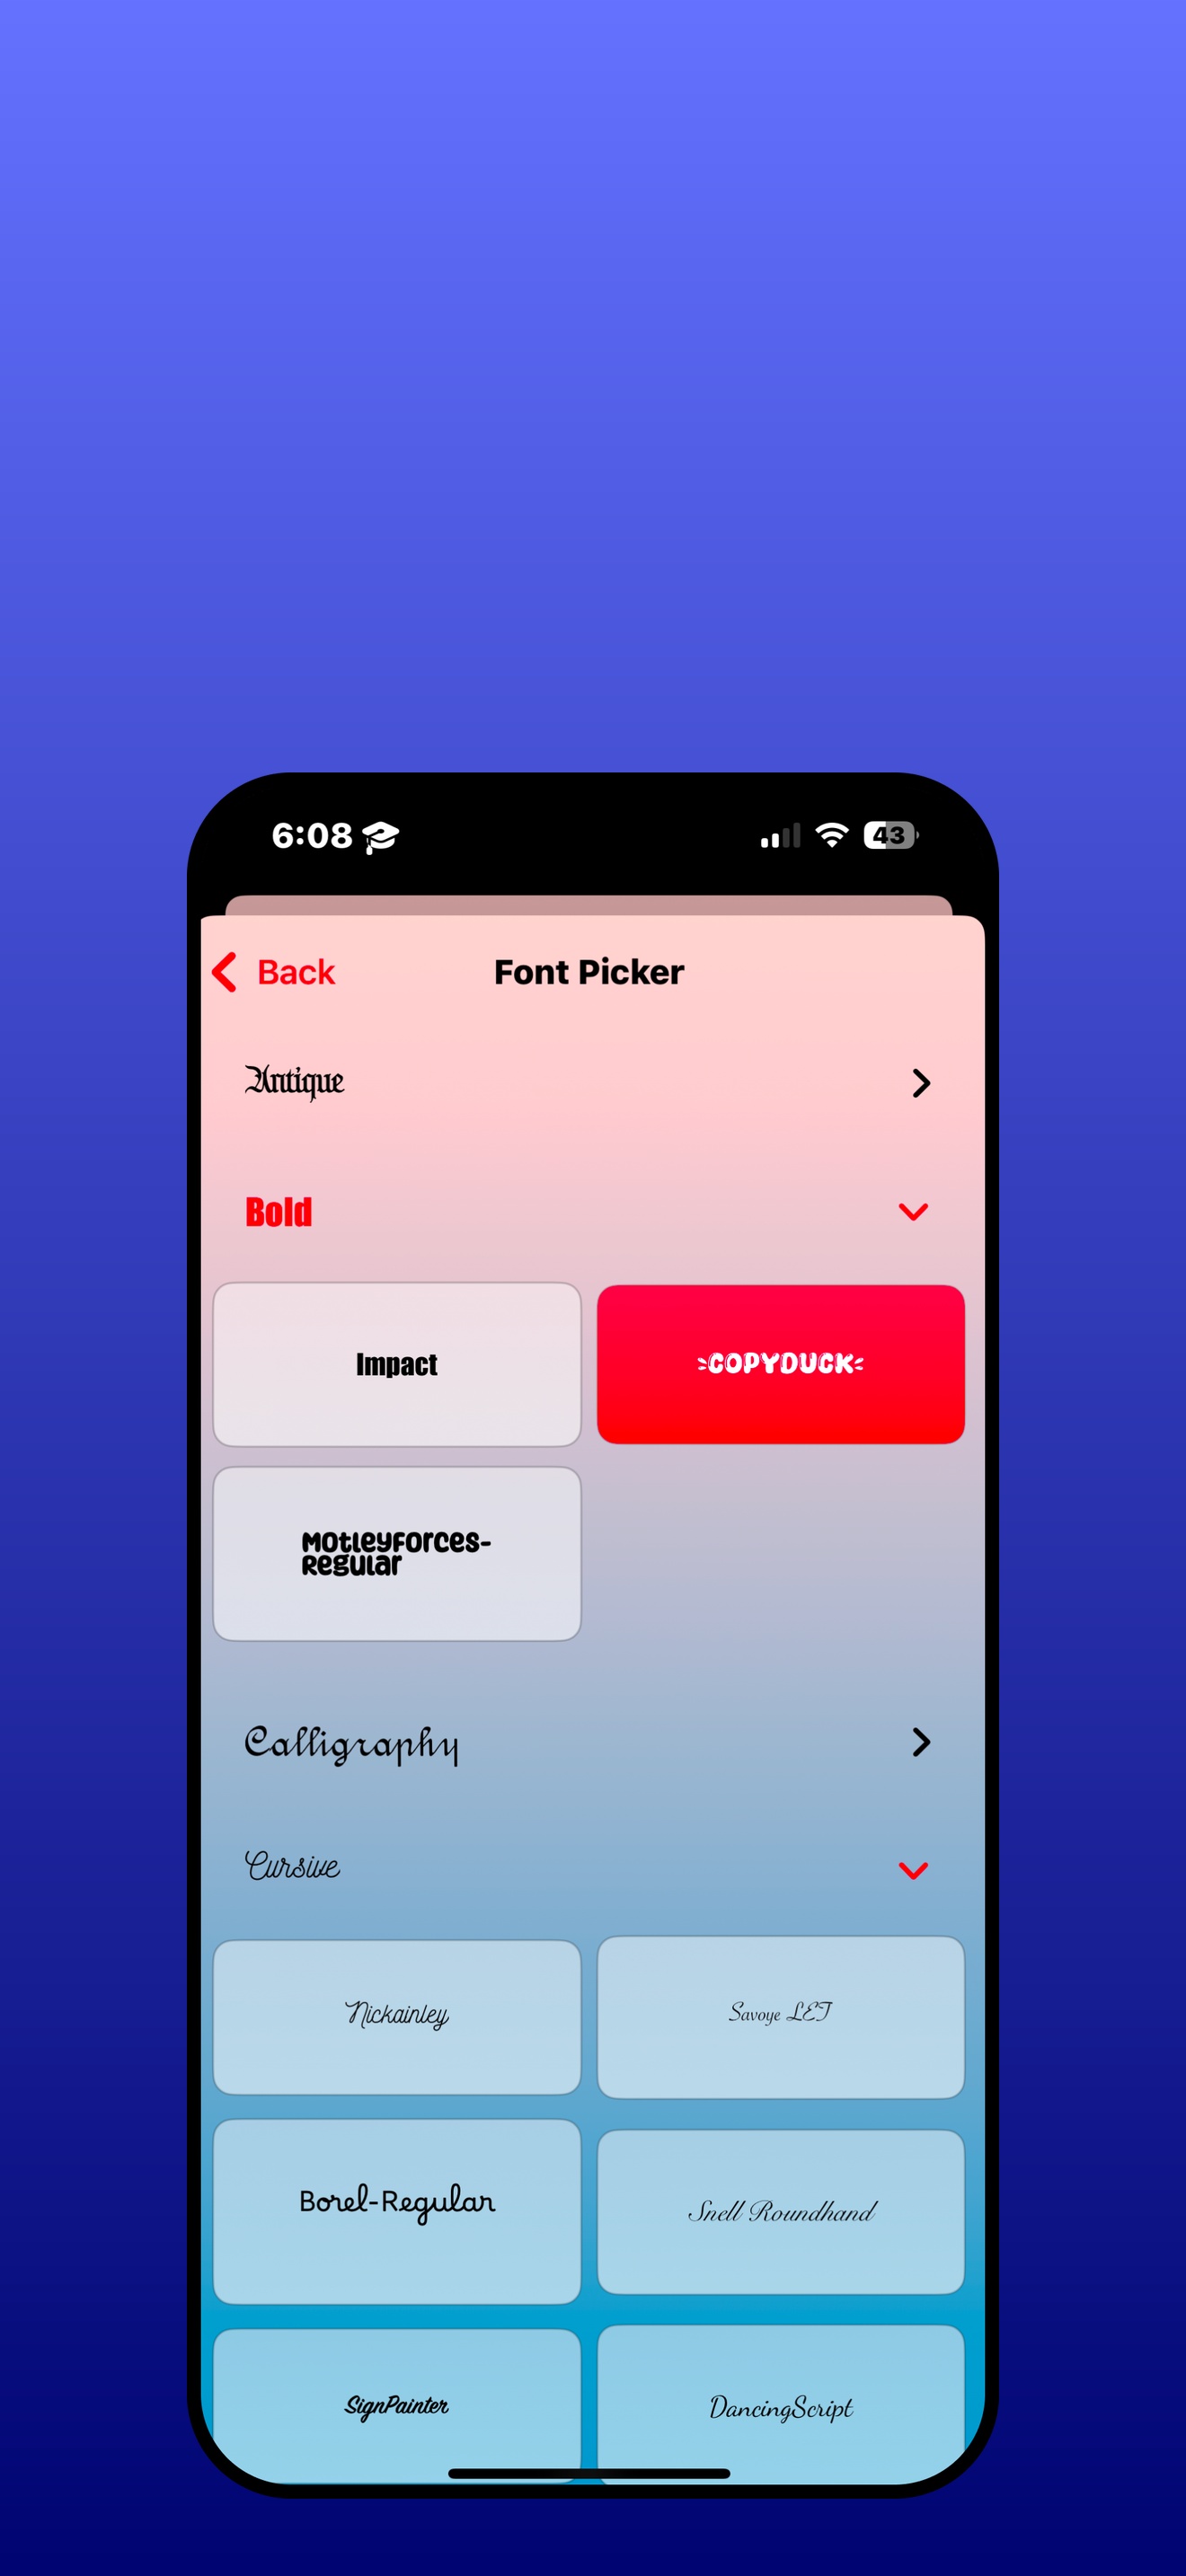 6:08
43
Back
Font Picker
Antique
Bold
Impact
COPYDUCK
MotleyForces-
Regular
Calligraphy
Cursive
Nickainley
Savoye LET
Borel-Regular
Snell Roundhand
SignPainter
DancingScript